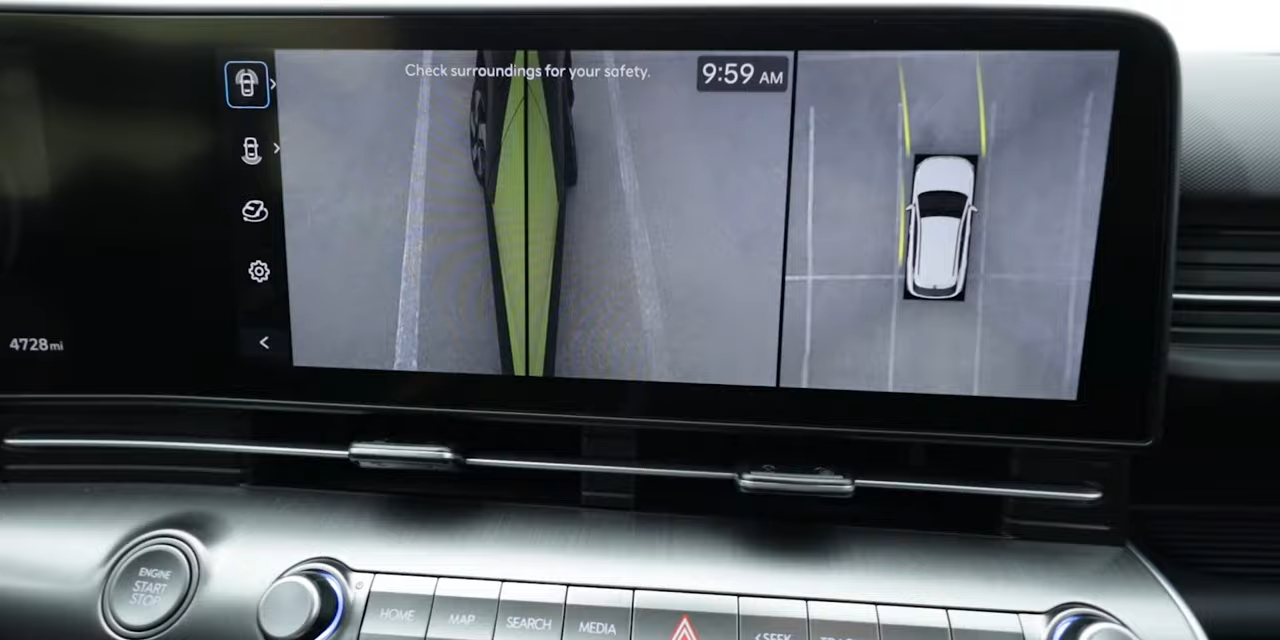 Check surroundings for your safety.
9:59 AM
4728 mi
ENGINE
START
STOP
HOME
MAP
SEARCH
MEDIA
< SEEK